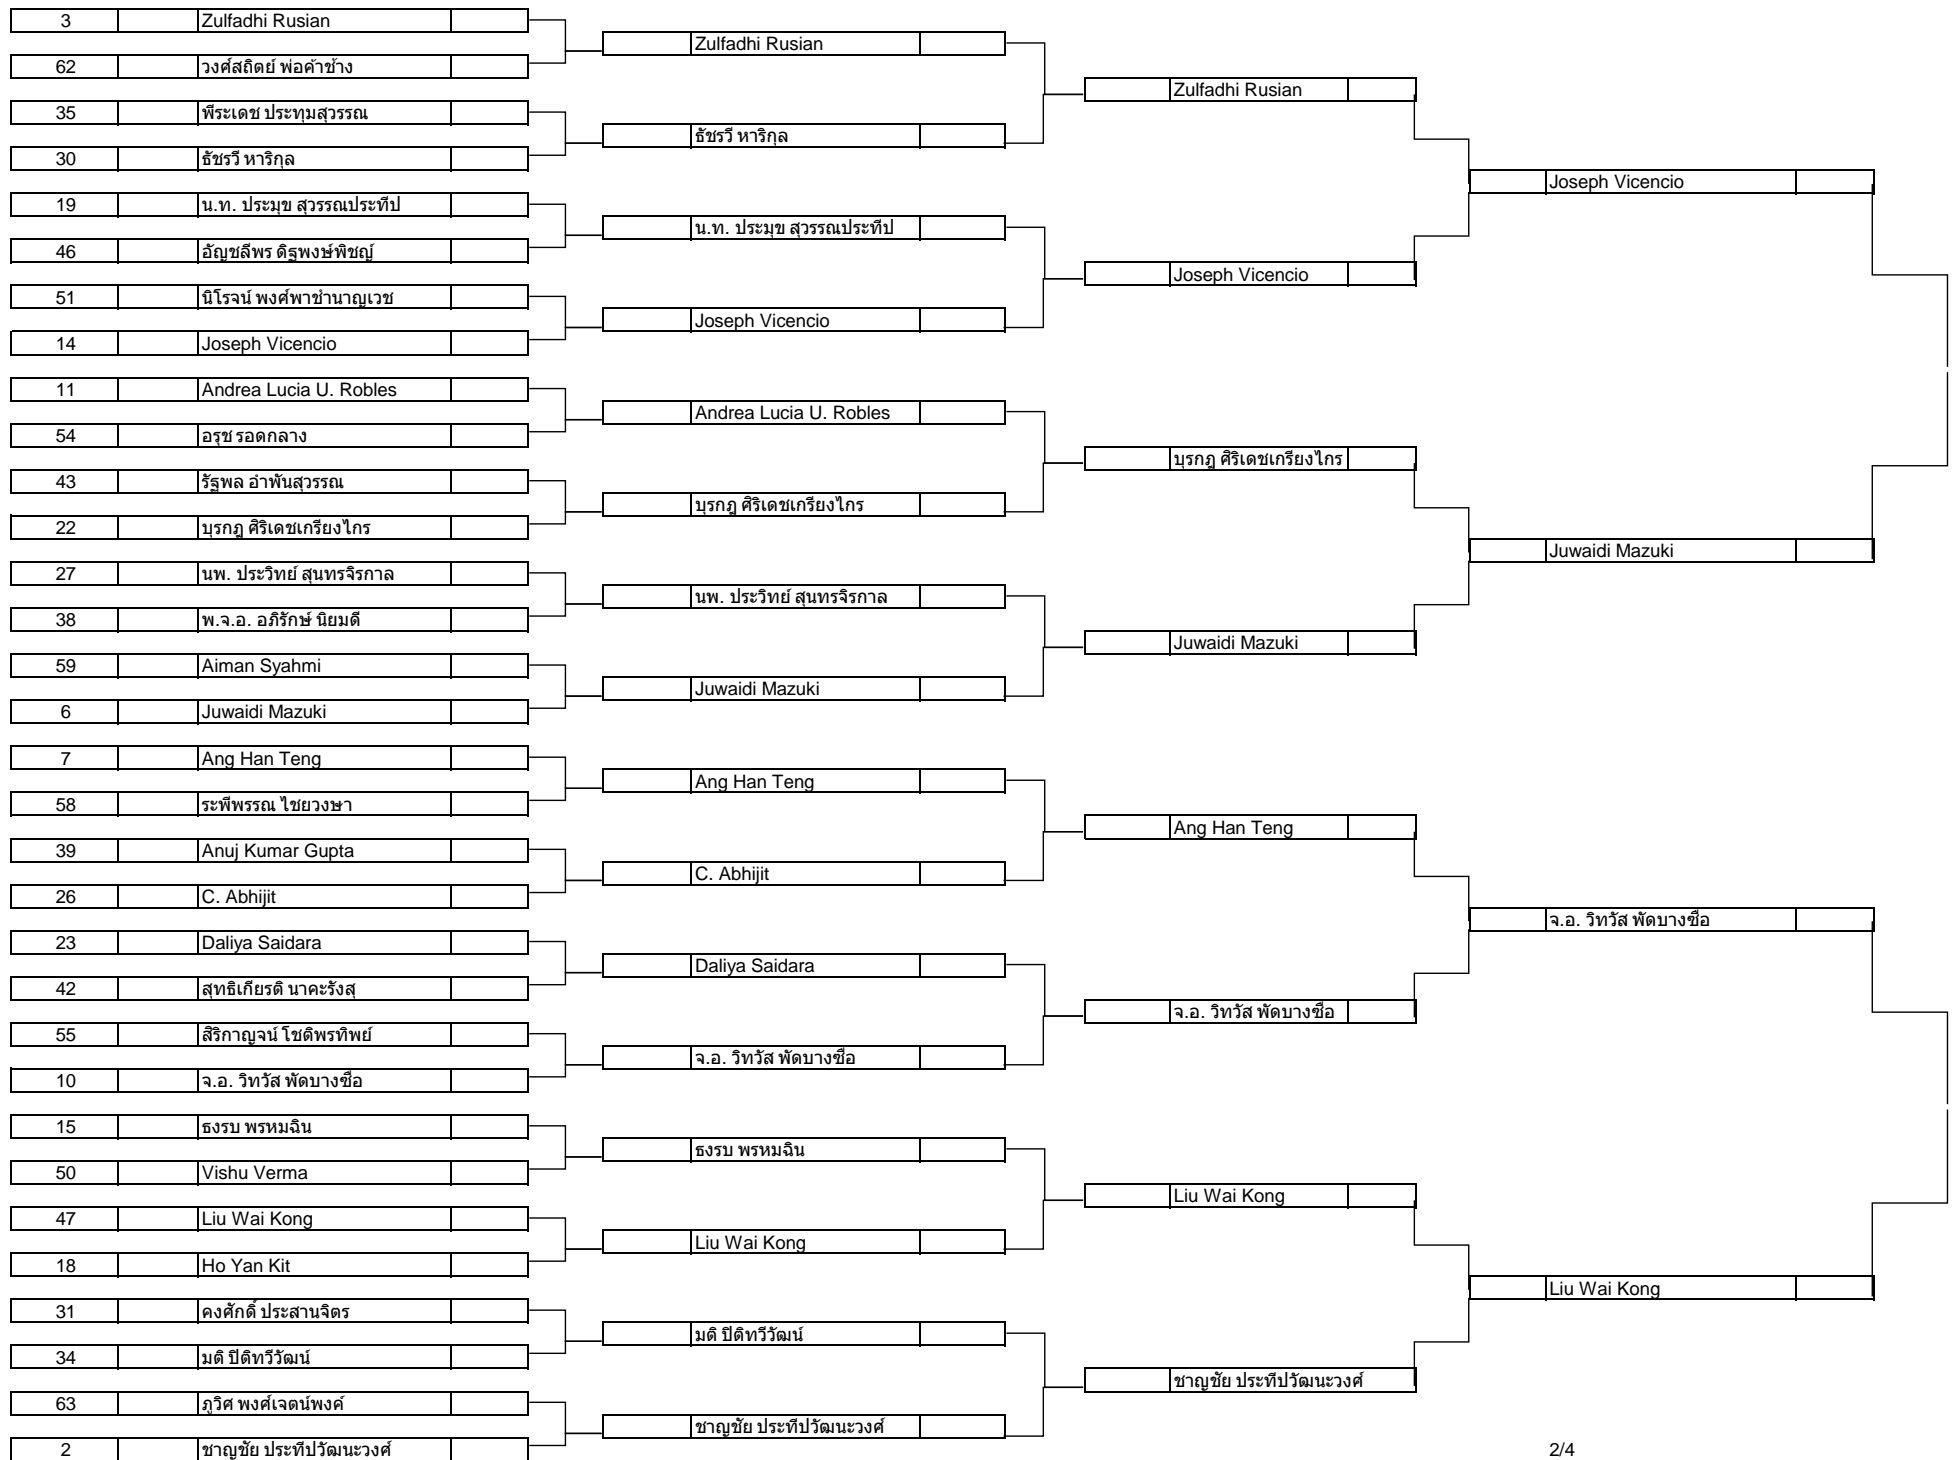 3 Zulfadhi Rusian
62 วงศ์สถิตย์ พ่อค้าช้าง
35 พีระเดช ประทุมสุวรรณ
30 ธัชรวี หาริกุล
19 น.ท. ประมุข สุวรรณประทีป
46 อัญชลีพร ดิฐพงษ์พิชญ์
51 นิโรจน์ พงศ์พาชำนาญเวช
14 Joseph Vicencio
11 Andrea Lucia U. Robles
54 อรุช รอดกลาง
43 รัฐพล อำพันสุวรรณ
22 บุรกฎ ศิริเดชเกรียงไกร
27 นพ. ประวิทย์ สุนทรจิรกาล
38 พ.จ.อ. อภิรักษ์ นิยมดี
59 Aiman Syahmi
6 Juwaidi Mazuki
7 Ang Han Teng
58 ระพีพรรณ ไชยวงษา
39 Anuj Kumar Gupta
26 C. Abhijit
23 Daliya Saidara
42 สุทธิเกียรติ นาคะรังสุ
55 สิริกาญจน์ โชติพรทิพย์
10 จ.อ. วิทวัส พัดบางซื่อ
15 ธงรบ พรหมฉิน
50 Vishu Verma
47 Liu Wai Kong
18 Ho Yan Kit
31 คงศักดิ์ ประสานจิตร
34 มติ ปิติทวีวัฒน์
63 ภูวิศ พงศ์เจตน์พงค์
2 ชาญชัย ประทีปวัฒนะวงศ์
Zulfadhi Rusian
ธัชรวี หาริกุล
น.ท. ประมุข สุวรรณประทีป
Joseph Vicencio
Andrea Lucia U. Robles
บุรกฎ ศิริเดชเกรียงไกร
นพ. ประวิทย์ สุนทรจิรกาล
Juwaidi Mazuki
Ang Han Teng
C. Abhijit
Daliya Saidara
จ.อ. วิทวัส พัดบางซื่อ
ธงรบ พรหมฉิน
Liu Wai Kong
มติ ปิติทวีวัฒน์
ชาญชัย ประทีปวัฒนะวงศ์
Zulfadhi Rusian
Joseph Vicencio
บุรกฎ ศิริเดชเกรียงไกร
Juwaidi Mazuki
Ang Han Teng
จ.อ. วิทวัส พัดบางซื่อ
Liu Wai Kong
ชาญชัย ประทีปวัฒนะวงศ์
Joseph Vicencio
Juwaidi Mazuki
จ.อ. วิทวัส พัดบางซื่อ
Liu Wai Kong
2/4